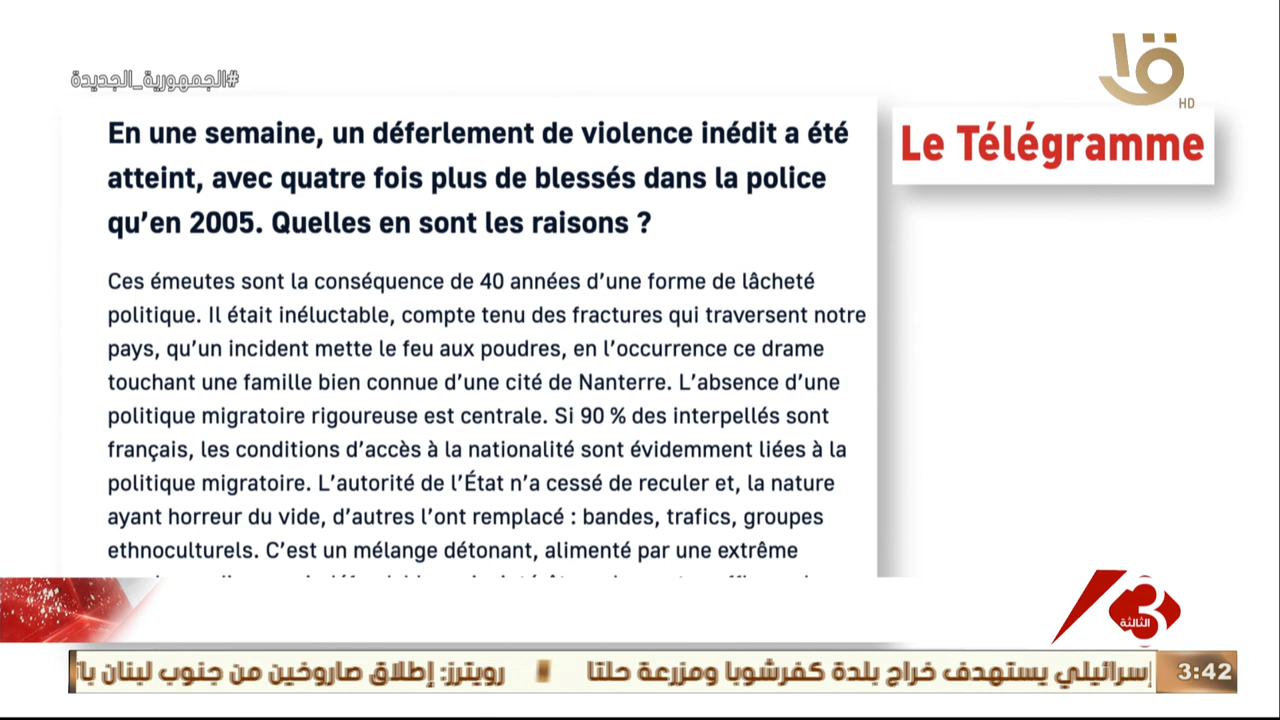 #الجمهورية_الجديدة
HD
Le Télégramme
En une semaine, un déferlement de violence inédit a été
atteint, avec quatre fois plus de blessés dans la police
qu’en 2005. Quelles en sont les raisons ?
Ces émeutes sont la conséquence de 40 années d’une forme de lâcheté
politique. Il était inéluctable, compte tenu des fractures qui traversent notre
pays, qu’un incident mette le feu aux poudres, en l’occurrence ce drame
touchant une famille bien connue d’une cité de Nanterre. L’absence d’une
politique migratoire rigoureuse est centrale. Si 90 % des interpellés sont
français, les conditions d’accès à la nationalité sont évidemment liées à la
politique migratoire. L’autorité de l’État n’a cessé de reculer et, la nature
ayant horreur du vide, d’autres l’ont remplacé : bandes, trafics, groupes
ethnoculturels. C’est un mélange détonant, alimenté par une extrême
3
الثالثة
إسرائيلي يستهدف خراج بلدة كفرشوبا ومزرعة حلتا
رويترز: إطلاق صاروخين من جنوب لبنان با
3:42